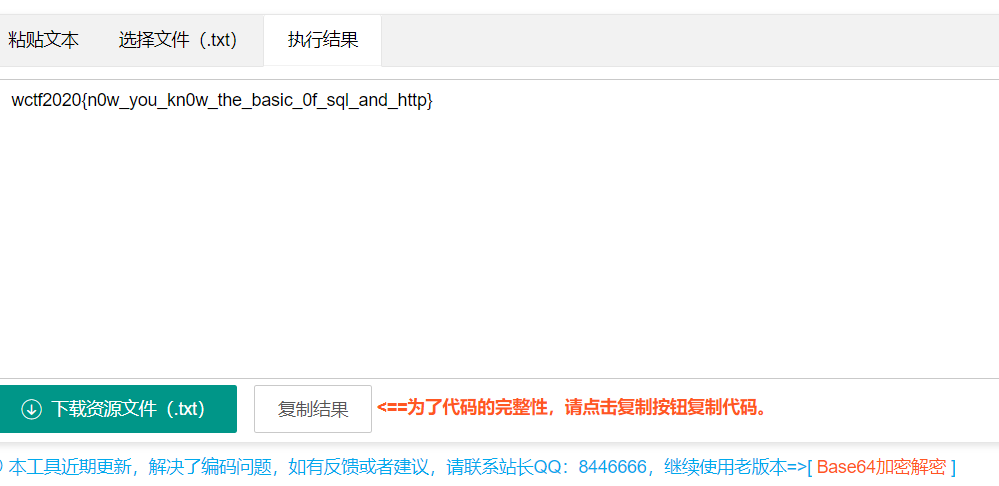 粘贴文本 选择文件（.txt） 执行结果
wctf2020{n0w_you_kn0w_the_basic_0f_sql_and_http}
下载资源文件（.txt） 复制结果 <==为了代码的完整性，请点击复制按钮复制代码。
本工具近期更新，解决了编码问题，如有反馈或者建议，请联系站长QQ：8446666，继续使用老版本=>[ Base64加密解密 ]